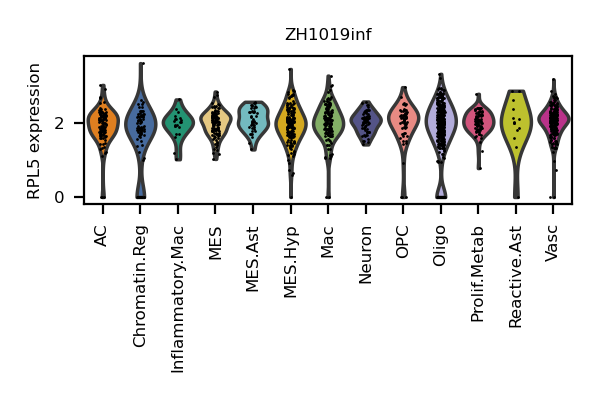 ZH1019inf
RPL5 expression
2
0
AC
Chromatin.Reg
Inflammatory.Mac
MES
MES.Ast
MES.Hyp
Mac
Neuron
OPC
Oligo
Prolif.Metab
Reactive.Ast
Vasc